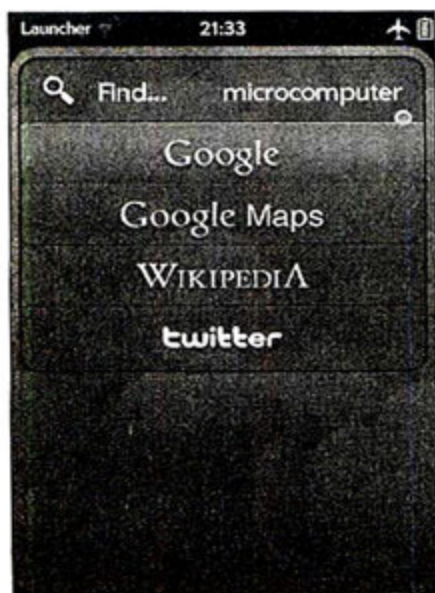 Launcher 21:33
Find... microcomputer
Google
Google Maps
WIKIPEDIA
twitter